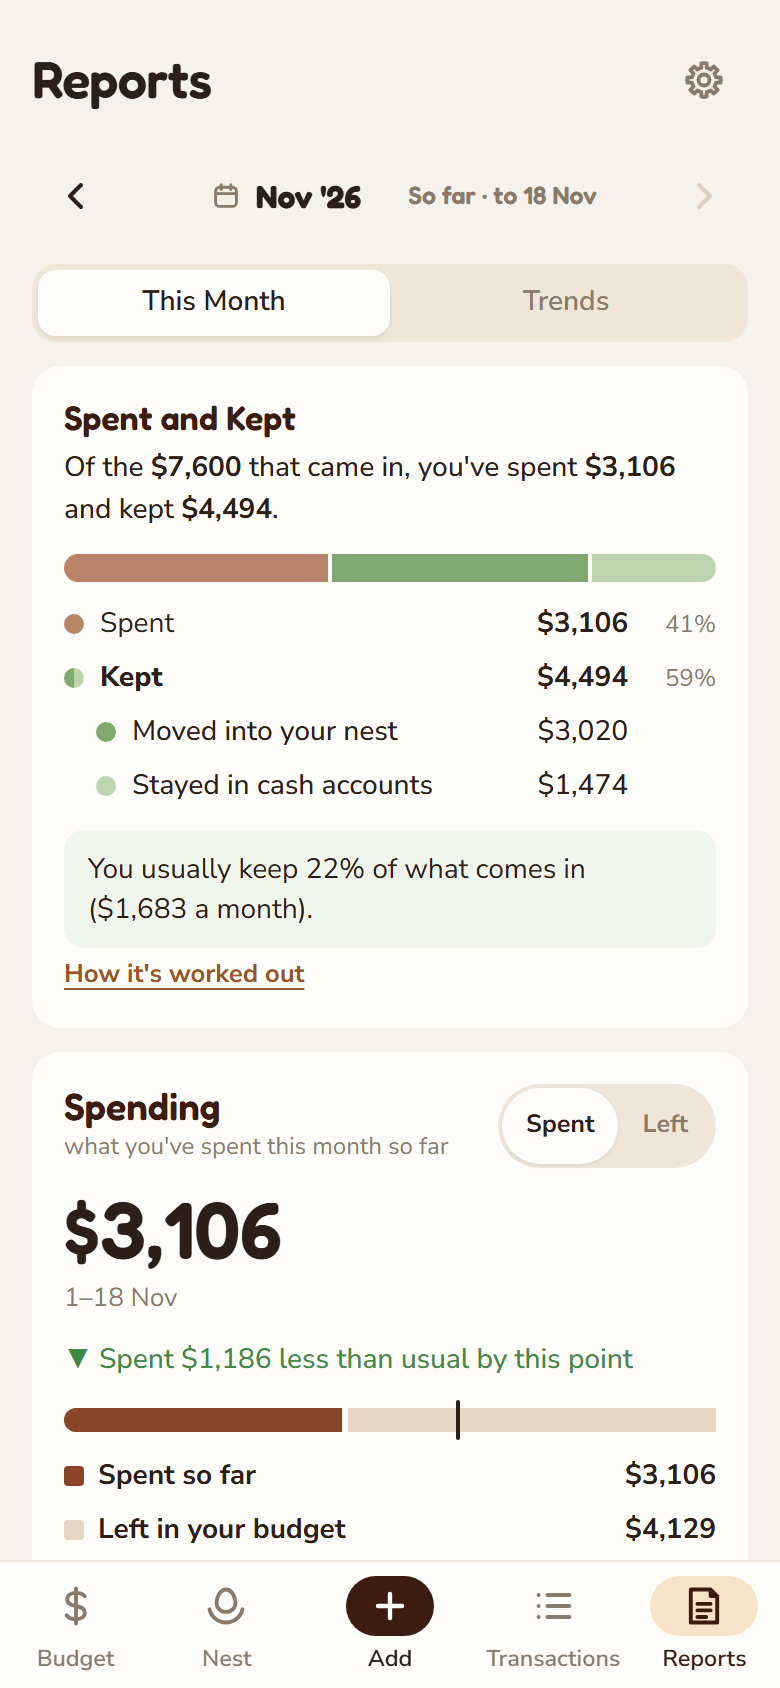 Reports
Nov '26
So far · to 18 Nov
This Month
Trends
Spent and Kept
Of the $7,600 that came in, you've spent $3,106
and kept $4,494.
Spent $3,106 41%
Kept $4,494 59%
Moved into your nest $3,020
Stayed in cash accounts $1,474
You usually keep 22% of what comes in
($1,683 a month).
How it's worked out
Spending
what you've spent this month so far
Spent
Left
$3,106
1–18 Nov
▼ Spent $1,186 less than usual by this point
Spent so far $3,106
Left in your budget $4,129
Budget
Nest
Add
Transactions
Reports